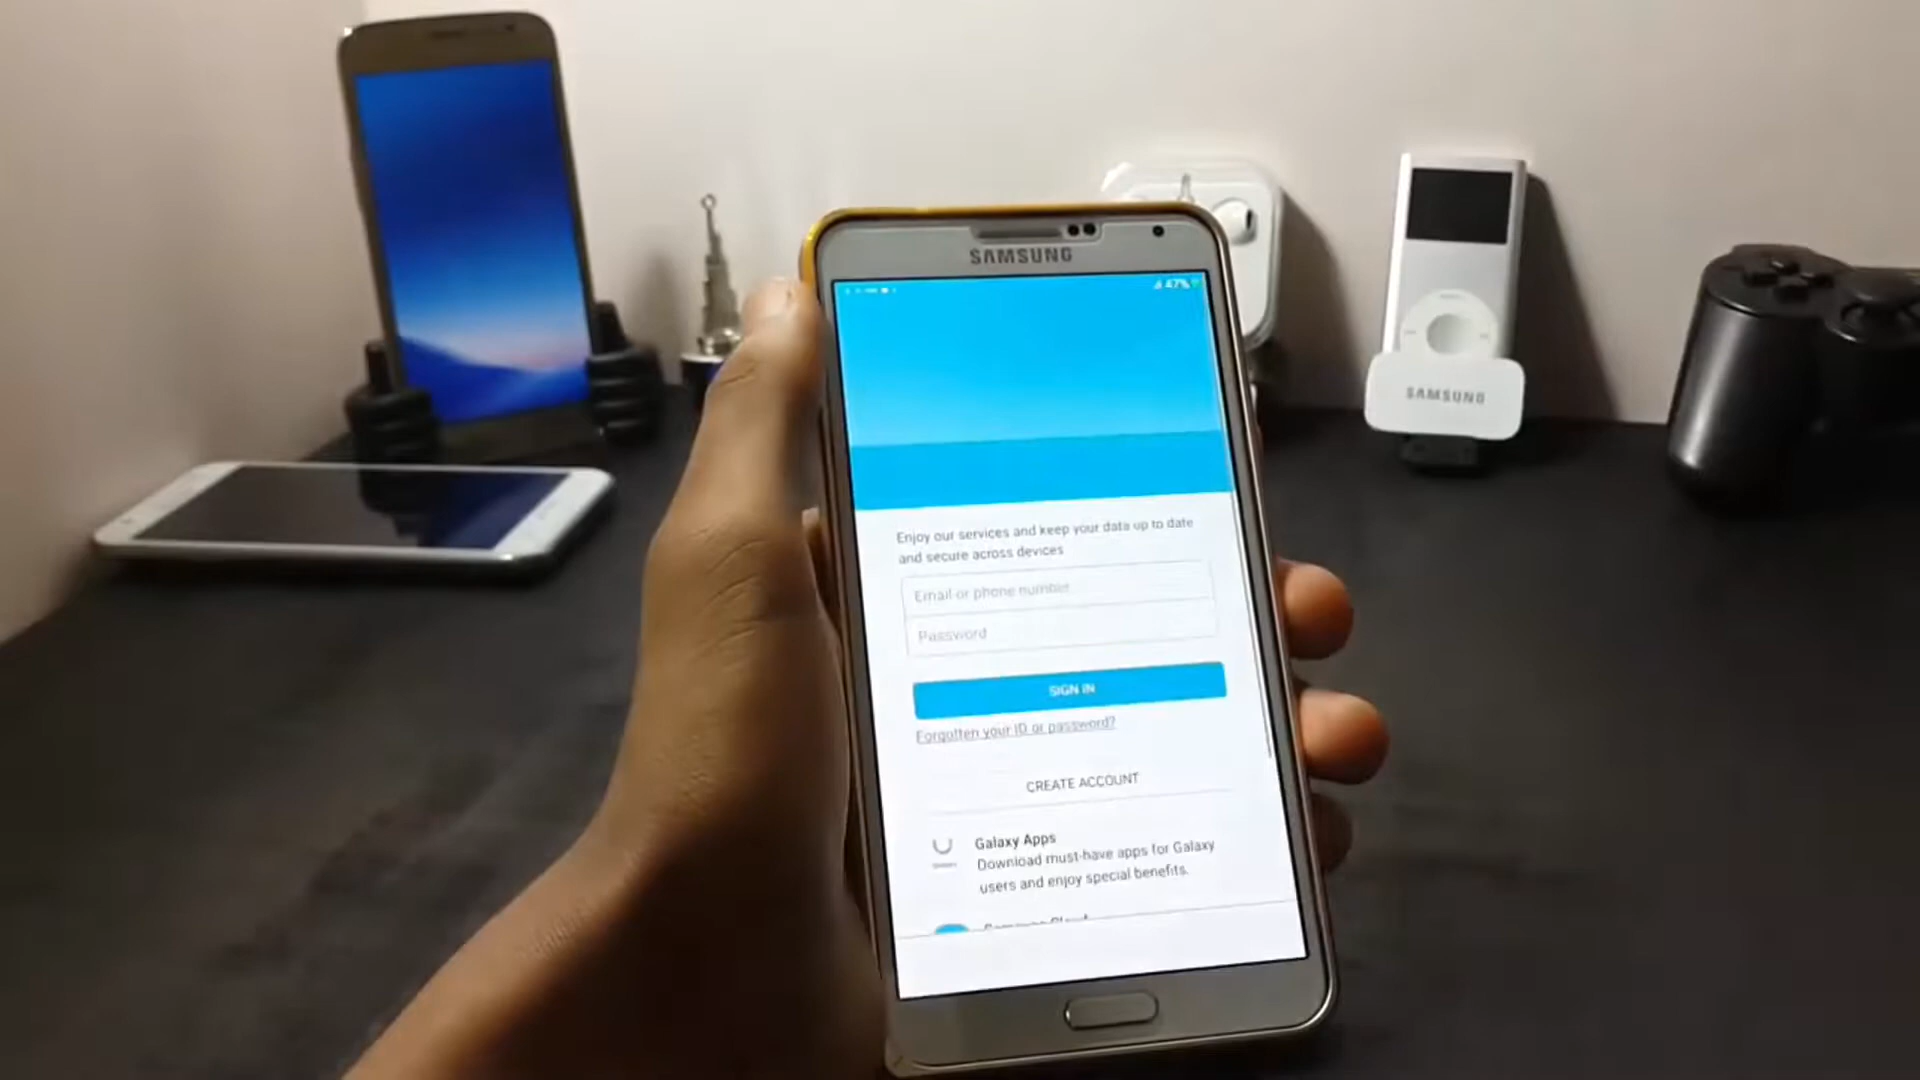 SAMSUNG
47%
Enjoy our services and keep your data up to date
and secure across devices
Email or phone number
Password
SIGN IN
Forgotten your ID or password?
CREATE ACCOUNT
Galaxy Apps
Download must-have apps for Galaxy
users and enjoy special benefits.
SAMSUNG